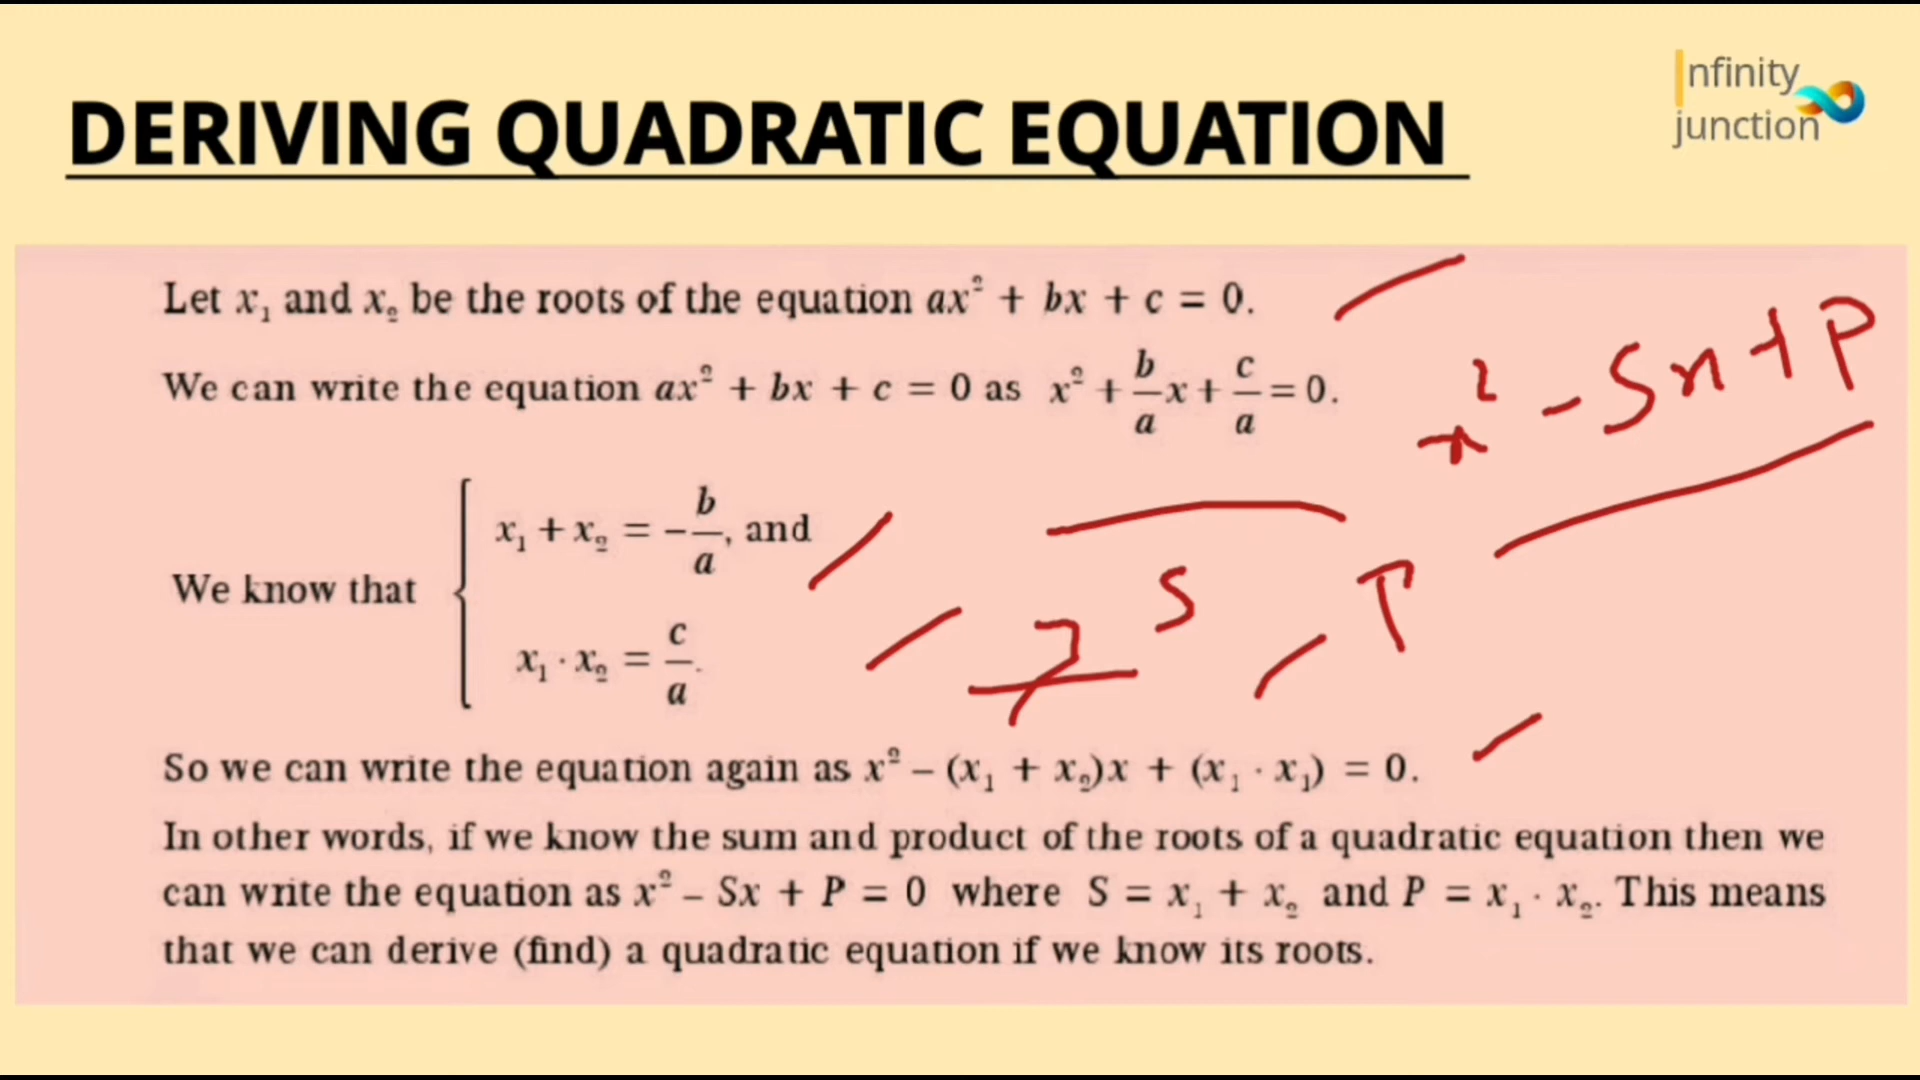 Infinity
junction
DERIVING QUADRATIC EQUATION
Let x₁ and x₂ be the roots of the equation ax² + bx + c = 0.
We can write the equation ax² + bx + c = 0 as x² + b/a x + c/a = 0.
x² - Sx + P
We know that { x₁ + x₂ = -b/a, and
S, P
x₁ · x₂ = c/a.
So we can write the equation again as x² – (x₁ + x₂)x + (x₁ · x₁) = 0.
In other words, if we know the sum and product of the roots of a quadratic equation then we
can write the equation as x² – Sx + P = 0 where S = x₁ + x₂ and P = x₁ · x₂. This means
that we can derive (find) a quadratic equation if we know its roots.